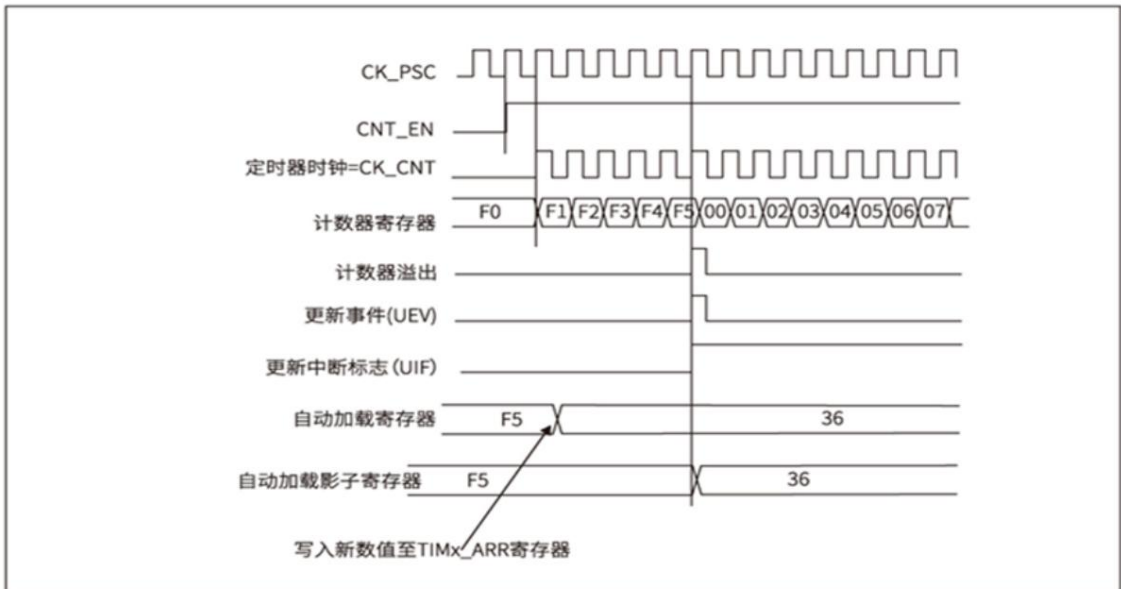 CK_PSC
CNT_EN
定时器时钟=CK_CNT
计数器寄存器 F0 F1 F2 F3 F4 F5 00 01 02 03 04 05 06 07
计数器溢出
更新事件(UEV)
更新中断标志(UIF)
自动加载寄存器 F5 36
自动加载影子寄存器 F5 36
写入新数值至TIMx_ARR寄存器